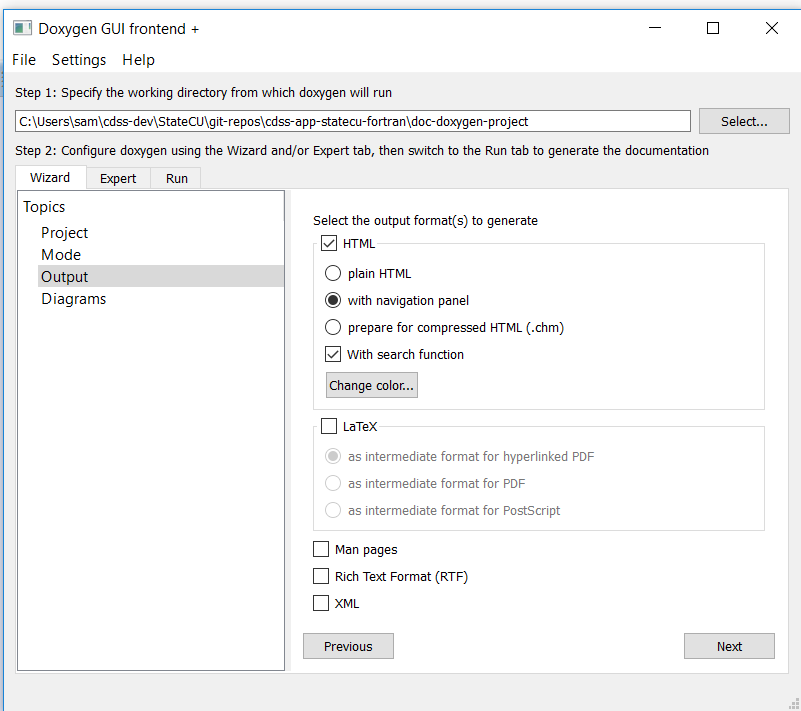 Doxygen GUI frontend +
File Settings Help
Step 1: Specify the working directory from which doxygen will run
C:\Users\sam\cdss-dev\StateCU\git-repos\cdss-app-statecu-fortran\doc-doxygen-project
Select...
Step 2: Configure doxygen using the Wizard and/or Expert tab, then switch to the Run tab to generate the documentation
Wizard Expert Run
Topics
Project
Mode
Output
Diagrams
Select the output format(s) to generate
HTML
plain HTML
with navigation panel
prepare for compressed HTML (.chm)
With search function
Change color...
LaTeX
as intermediate format for hyperlinked PDF
as intermediate format for PDF
as intermediate format for PostScript
Man pages
Rich Text Format (RTF)
XML
Previous Next